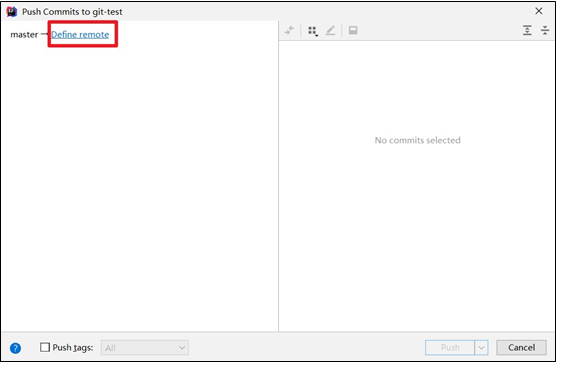 Push Commits to git-test
master → Define remote
No commits selected
? Push tags: All Push Cancel